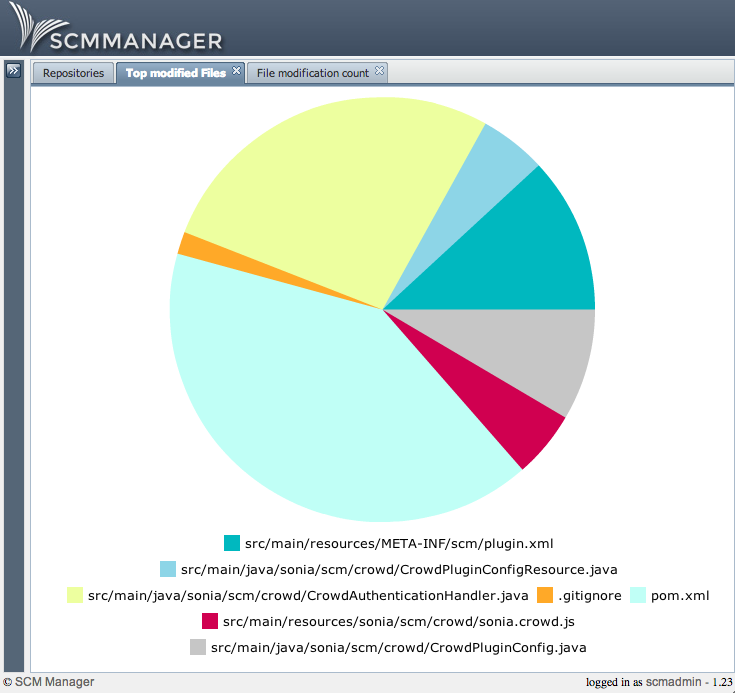 SCMMANAGER
Repositories Top modified Files File modification count
src/main/resources/META-INF/scm/plugin.xml
src/main/java/sonia/scm/crowd/CrowdPluginConfigResource.java
src/main/java/sonia/scm/crowd/CrowdAuthenticationHandler.java .gitignore pom.xml
src/main/resources/sonia/scm/crowd/sonia.crowd.js
src/main/java/sonia/scm/crowd/CrowdPluginConfig.java
© SCM Manager logged in as scmadmin - 1.23